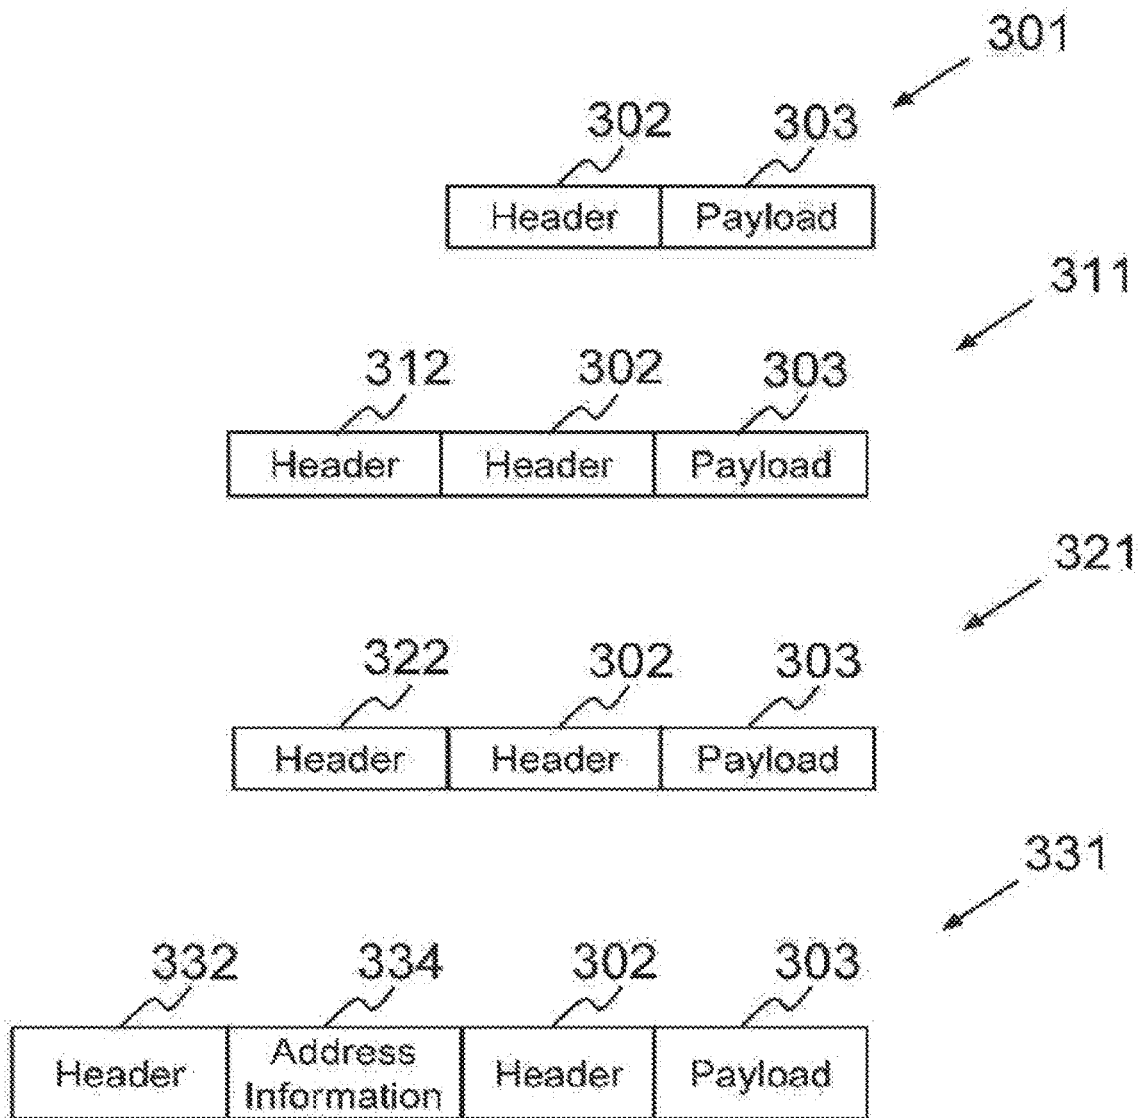 301
302 303
Header Payload
311
312 302 303
Header Header Payload
321
322 302 303
Header Header Payload
331
332 334 302 303
Header Address Information Header Payload